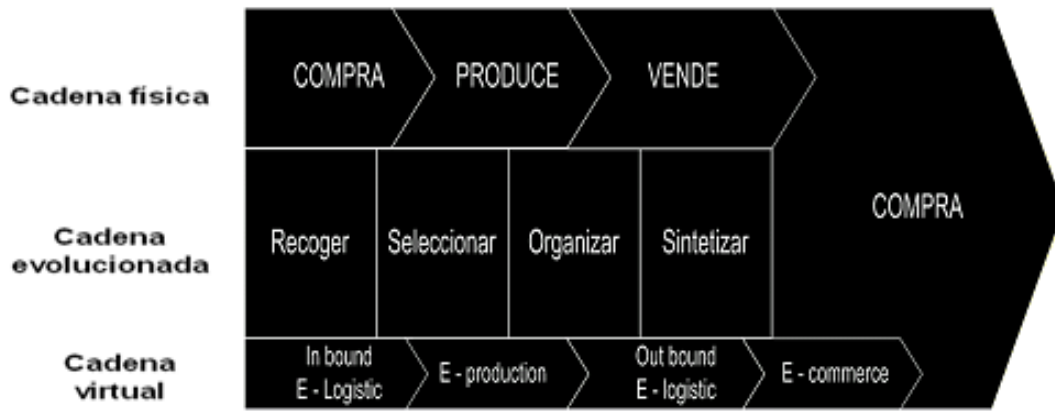 Cadena física
COMPRA
PRODUCE
VENDE
COMPRA
Cadena
evolucionada
Recoger
Seleccionar
Organizar
Sintetizar
Cadena
virtual
In bound
E - Logistic
E - production
Out bound
E - logistic
E - commerce